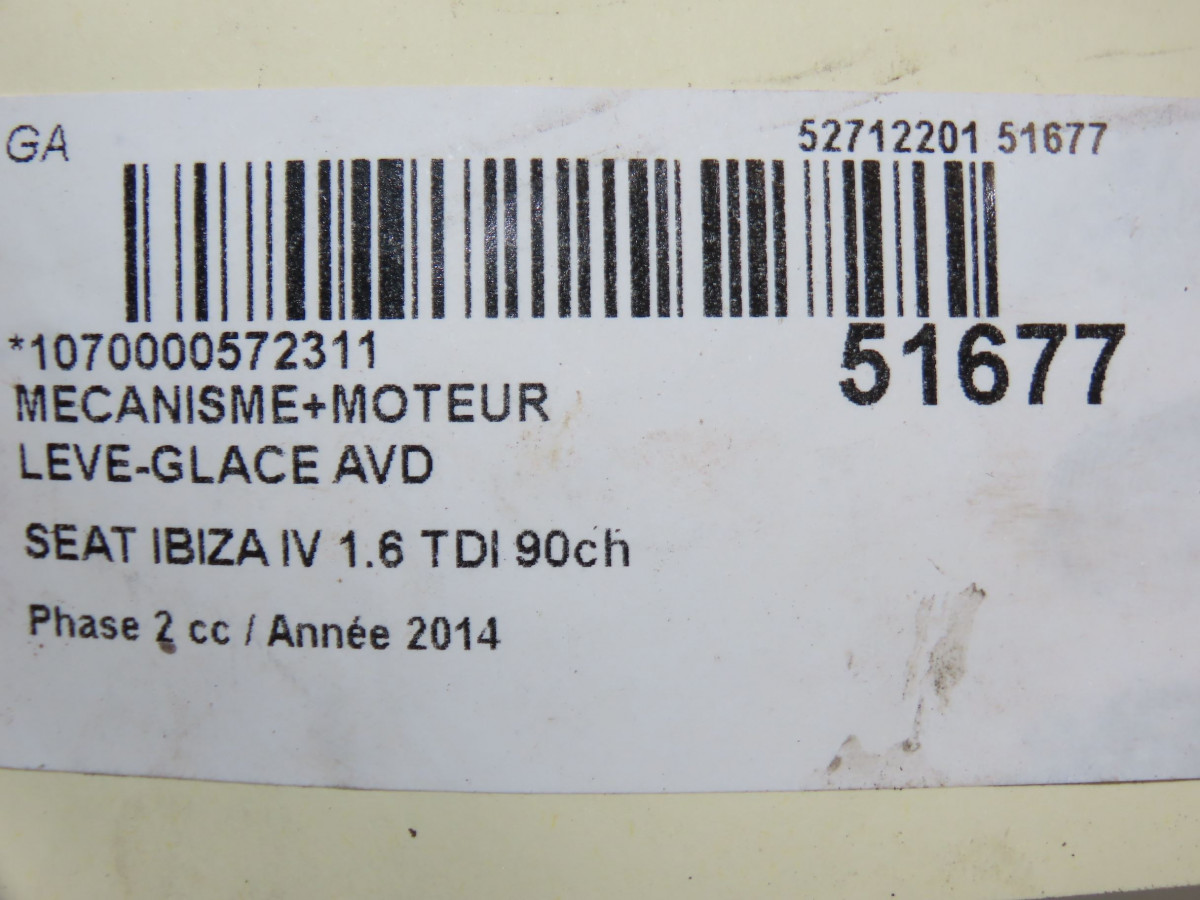 GA
52712201 51677
*1070000572311
51677
MECANISME+MOTEUR
LEVE-GLACE AVD
SEAT IBIZA IV 1.6 TDI 90ch
Phase 2 cc / Année 2014